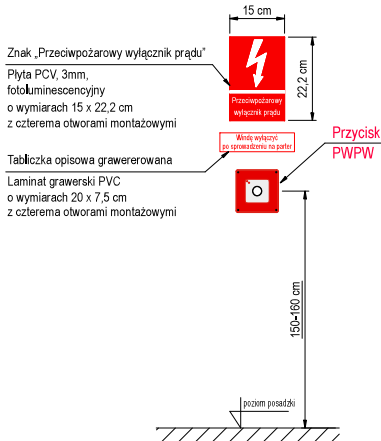 15 cm
Znak „Przeciwpożarowy wyłącznik prądu”
Płyta PCV, 3mm,
fotoluminescencyjny
o wymiarach 15 x 22,2 cm
z czterema otworami montażowymi
22,2 cm
Przeciwpożarowy
wyłącznik prądu
Windę wyłączyć
po sprowadzeniu na parter
Przycisk
PWPW
Tabliczka opisowa grawererowana
Laminat grawerski PVC
o wymiarach 20 x 7,5 cm
z czterema otworami montażowymi
150-160 cm
poziom posadzki